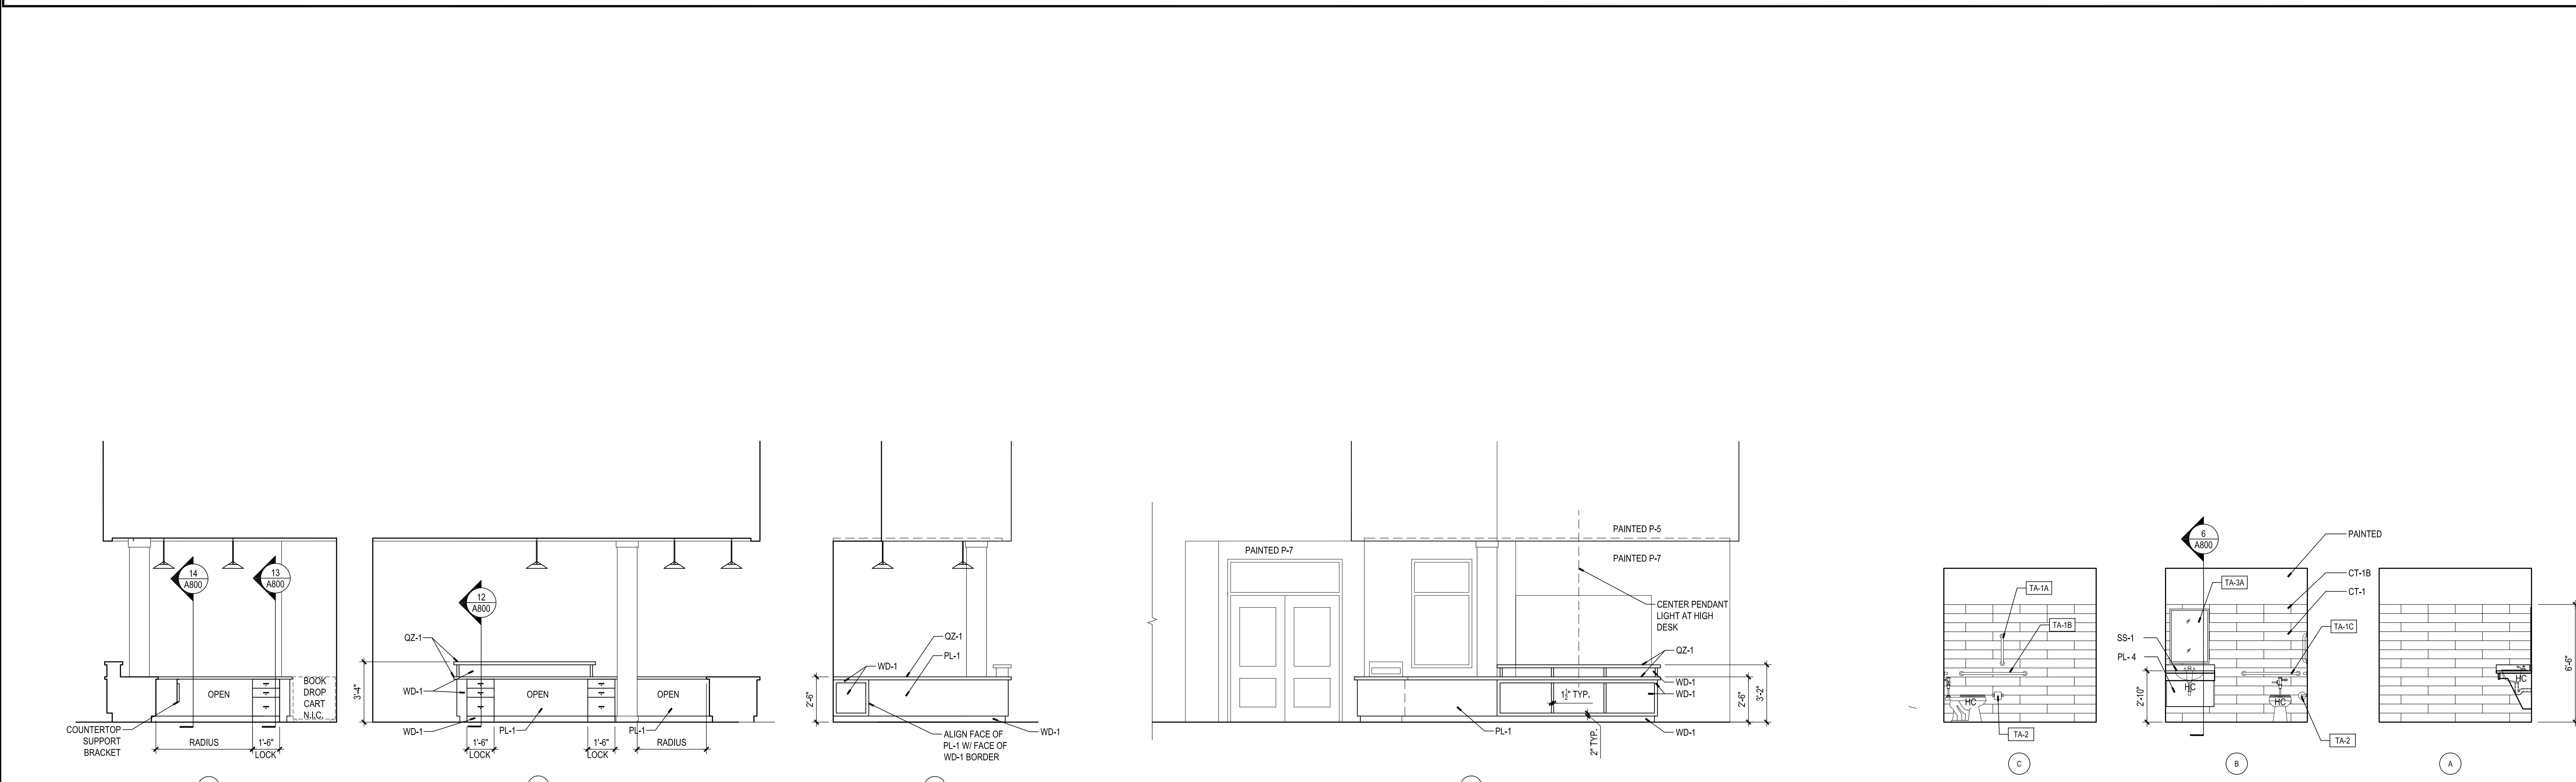 14
A800
13
A800
OPEN
BOOK
DROP
CART
N.I.C.
COUNTERTOP
SUPPORT
BRACKET
RADIUS
1'-6"
LOCK
12
A800
QZ-1
3'-4"
WD-1
OPEN
OPEN
WD-1
PL-1
PL-1
1'-6"
LOCK
1'-6"
LOCK
RADIUS
QZ-1
PL-1
WD-1
2'-6"
WD-1
ALIGN FACE OF
PL-1 W/ FACE OF
WD-1 BORDER
PAINTED P-5
PAINTED P-7
PAINTED P-7
CENTER PENDANT
LIGHT AT HIGH
DESK
QZ-1
WD-1
WD-1
1½" TYP.
2'-6"
3'-2"
PL-1
2" TYP.
WD-1
TA-1A
TA-1B
HC
TA-2
C
6
A800
PAINTED
CT-1B
TA-3A
CT-1
TA-1C
SS-1
PL- 4
HC
HC
2'-10"
TA-2
B
HC
6'-6"
A